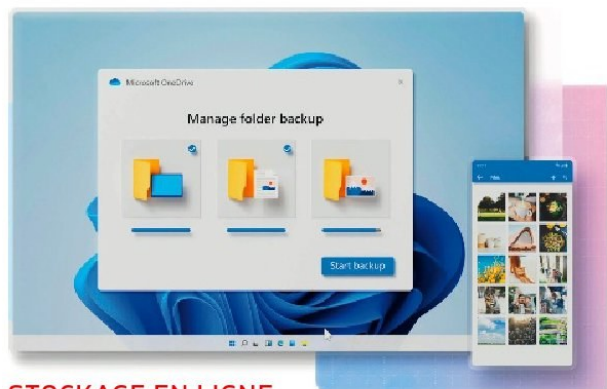 Microsoft OneDrive
Manage folder backup
Start backup
STOCKAGE EN LIGNE